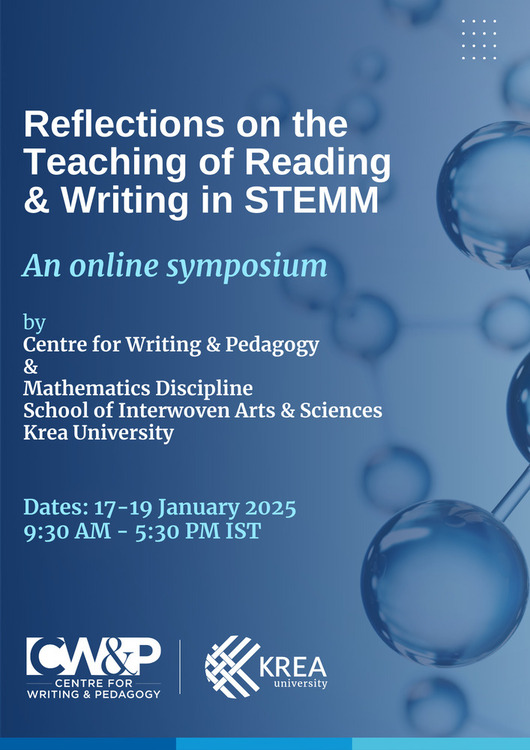 Reflections on the
Teaching of Reading
& Writing in STEMM
An online symposium
by
Centre for Writing & Pedagogy
&
Mathematics Discipline
School of Interwoven Arts & Sciences
Krea University
Dates: 17-19 January 2025
9:30 AM - 5:30 PM IST
CW&P
CENTRE FOR
WRITING & PEDAGOGY
KREA
university